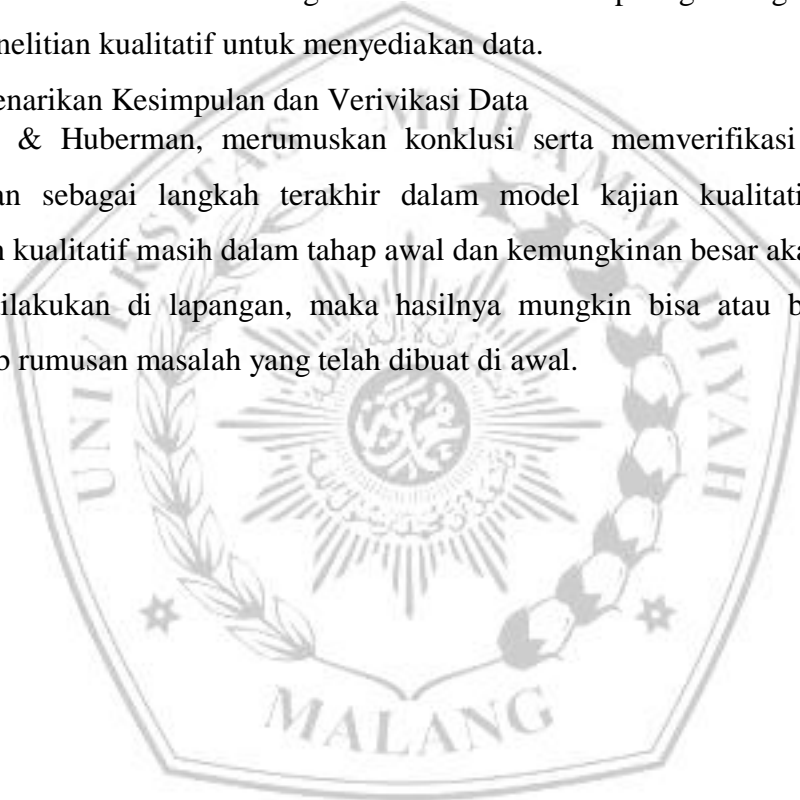 nelitian kualitatif untuk menyediakan data.
enarikan Kesimpulan dan Verivikasi Data
& Huberman, merumuskan konklusi serta memverifikasi
an sebagai langkah terakhir dalam model kajian kualitati
kualitatif masih dalam tahap awal dan kemungkinan besar aka
ilakukan di lapangan, maka hasilnya mungkin bisa atau b
rumusan masalah yang telah dibuat di awal.
UNIVERSITAS MUHAMMADIYAH
MALANG